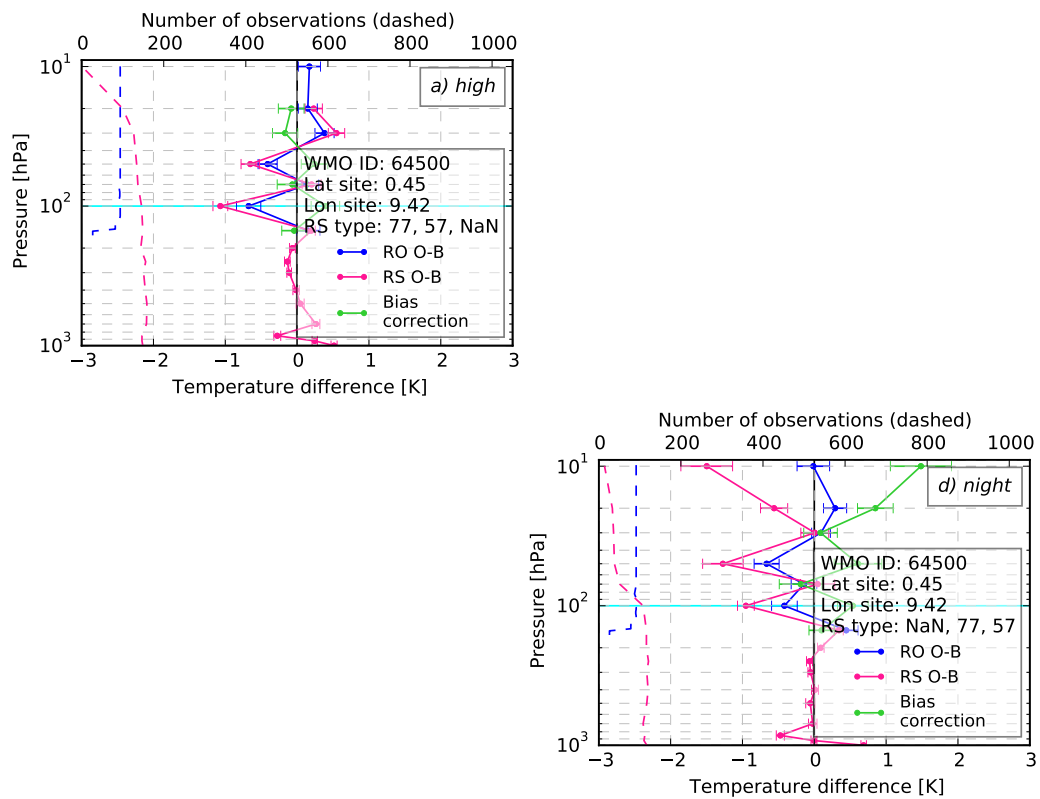 Number of observations (dashed)
0 200 400 600 800 1000
10¹
a) high
WMO ID: 64500
Lat site: 0.45
Lon site: 9.42
RS type: 77, 57, NaN
RO O-B
RS O-B
Bias
correction
Pressure [hPa]
10²
10³
−3 −2 −1 0 1 2 3
Temperature difference [K]
Number of observations (dashed)
0 200 400 600 800 1000
10¹
d) night
WMO ID: 64500
Lat site: 0.45
Lon site: 9.42
RS type: NaN, 77, 57
RO O-B
RS O-B
Bias
correction
Pressure [hPa]
10²
10³
−3 −2 −1 0 1 2 3
Temperature difference [K]